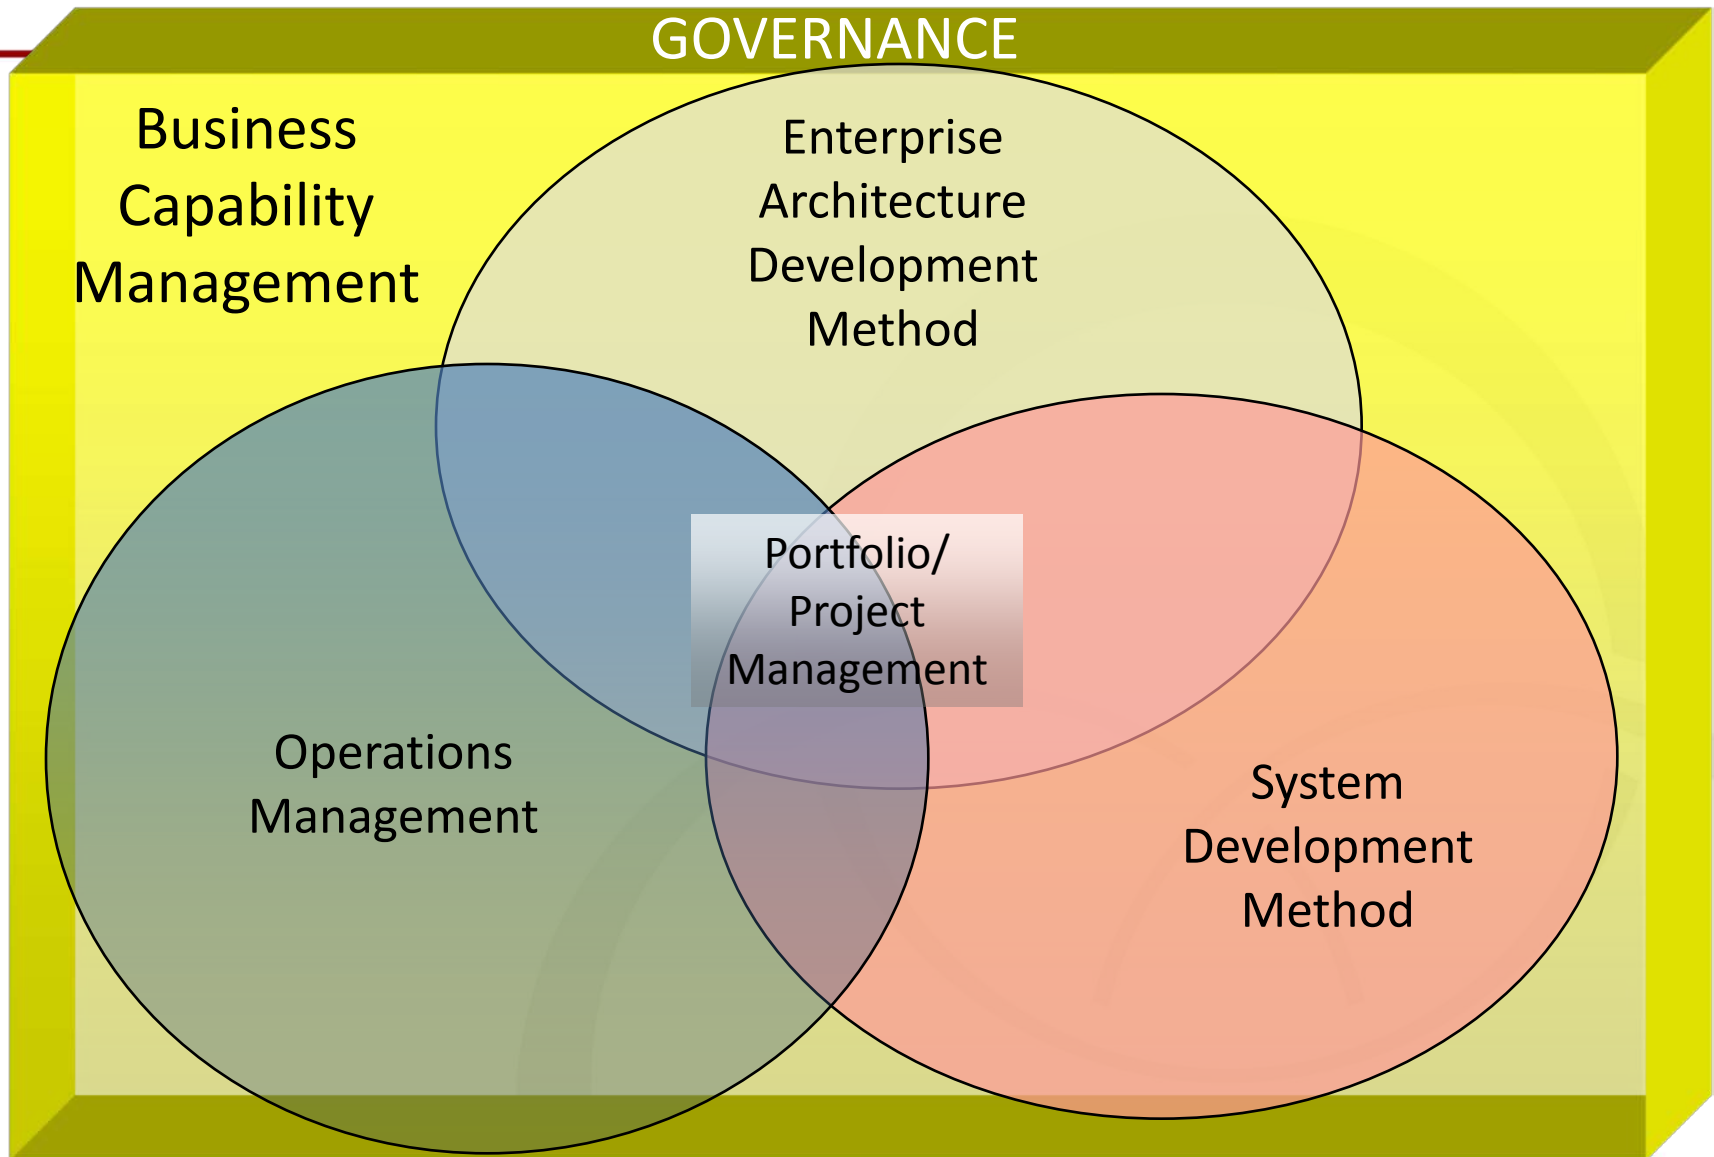 GOVERNANCE
Business
Capability
Management
Enterprise
Architecture
Development
Method
Portfolio/
Project
Management
Operations
Management
System
Development
Method